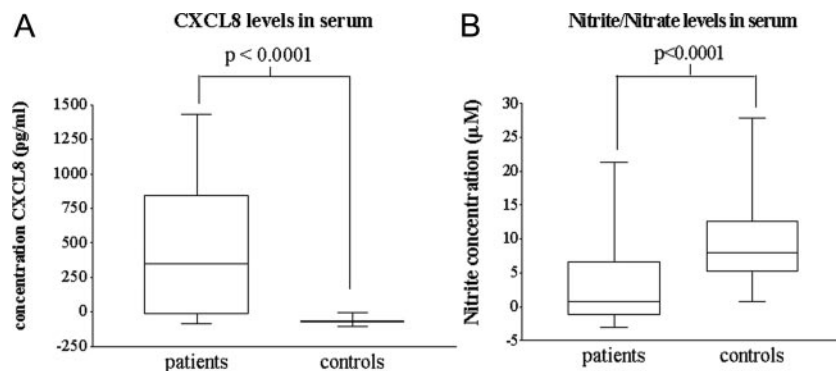 A
CXCL8 levels in serum
p < 0.0001
concentration CXCL8 (pg/ml)
1500
1250
1000
750
500
250
0
-250
patients
controls
B
Nitrite/Nitrate levels in serum
p<0.0001
Nitrite concentration (µM)
30
25
20
15
10
5
0
-5
patients
controls